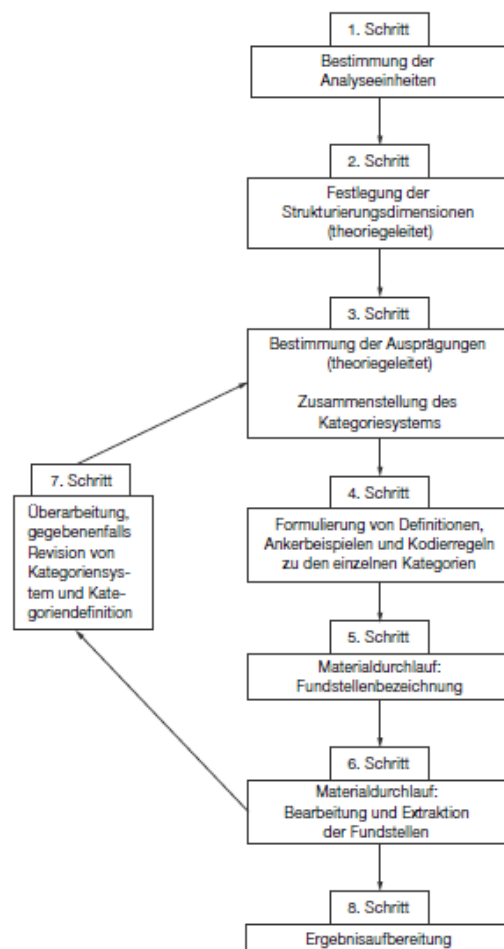 1. Schritt
Bestimmung der
Analyseeinheiten
2. Schritt
Festlegung der
Strukturierungsdimensionen
(theoriegeleitet)
3. Schritt
Bestimmung der Ausprägungen
(theoriegeleitet)
Zusammenstellung des
Kategoriesystems
4. Schritt
Formulierung von Definitionen,
Ankerbeispielen und Kodierregeln
zu den einzelnen Kategorien
5. Schritt
Materialdurchlauf:
Fundstellenbezeichnung
6. Schritt
Materialdurchlauf:
Bearbeitung und Extraktion
der Fundstellen
7. Schritt
Überarbeitung,
gegebenenfalls
Revision von
Kategoriensys-
tem und Kate-
goriendefinition
8. Schritt
Ergebnisaufbereitung